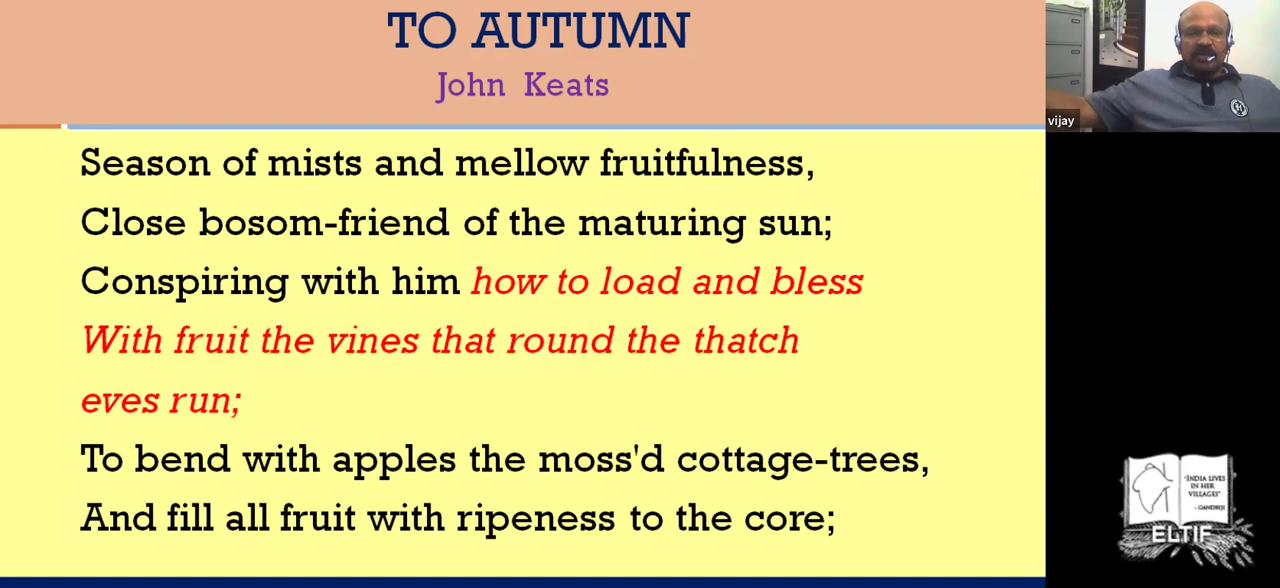 TO AUTUMN
John Keats
Season of mists and mellow fruitfulness,
Close bosom-friend of the maturing sun;
Conspiring with him how to load and bless
With fruit the vines that round the thatch
eves run;
To bend with apples the moss'd cottage-trees,
And fill all fruit with ripeness to the core;
vijay
"INDIA LIVES
IN HER
VILLAGES"
- GANDHIJI
ELTIF